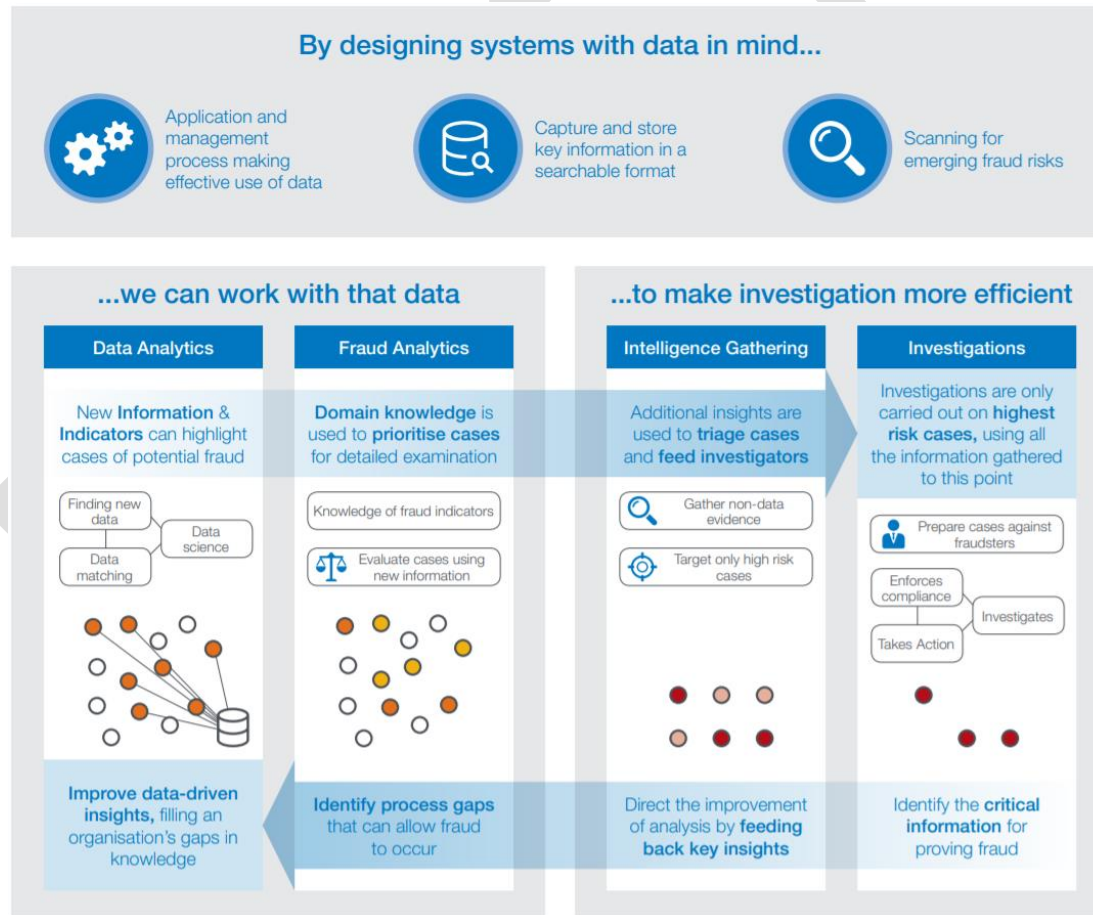 By designing systems with data in mind...
Application and
management
process making
effective use of data
Capture and store
key information in a
searchable format
Scanning for
emerging fraud risks
...we can work with that data
Data Analytics
New Information &
Indicators can highlight
cases of potential fraud
Finding new
data
Data
science
Data
matching
Improve data-driven
insights, filling an
organisation's gaps in
knowledge
Fraud Analytics
Domain knowledge is
used to prioritise cases
for detailed examination
Knowledge of fraud indicators
Evaluate cases using
new information
Identify process gaps
that can allow fraud
to occur
...to make investigation more efficient
Intelligence Gathering
Additional insights are
used to triage cases
and feed investigators
Gather non-data
evidence
Target only high risk
cases
Direct the improvement
of analysis by feeding
back key insights
Investigations
Investigations are only
carried out on highest
risk cases, using all
the information gathered
to this point
Prepare cases against
fraudsters
Enforces
compliance
Investigates
Takes Action
Identify the critical
information for
proving fraud